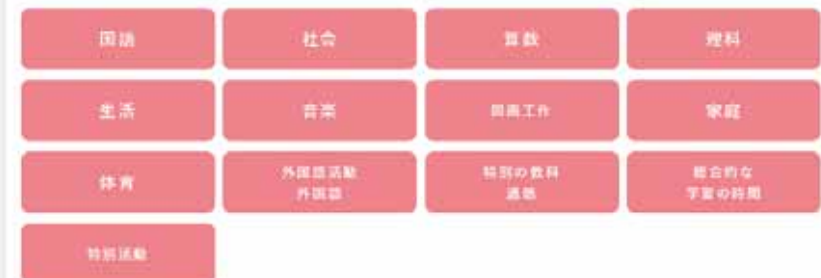 国語
社会
算数
理科
生活
音楽
図画工作
家庭
体育
外国語活動
外国語
特別の教科
道徳
総合的な
学習の時間
特別活動